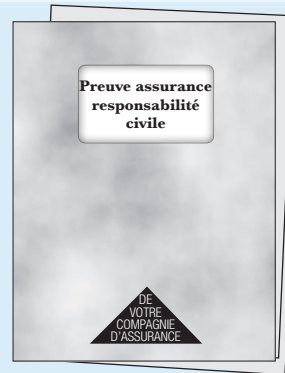 Preuve assurance
responsabilité
civile
DE
VOTRE
COMPAGNIE
D'ASSURANCE